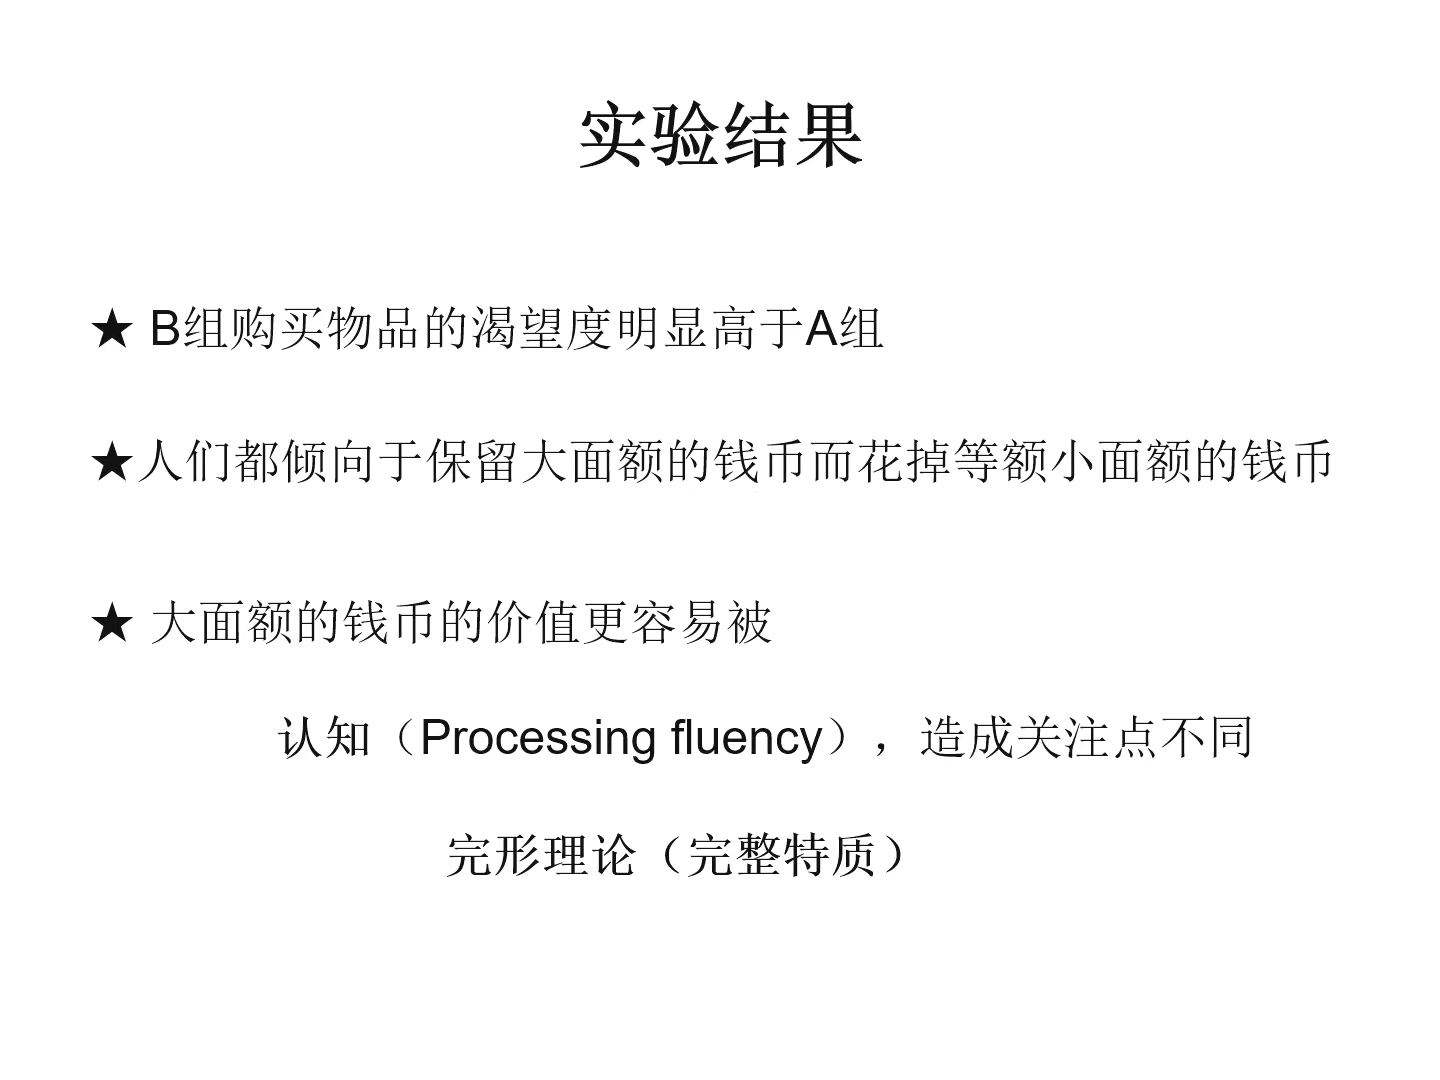 实验结果
★ B组购买物品的渴望度明显高于A组
★人们都倾向于保留大面额的钱币而花掉等额小面额的钱币
★ 大面额的钱币的价值更容易被
认知（Processing fluency），造成关注点不同
完形理论（完整特质）